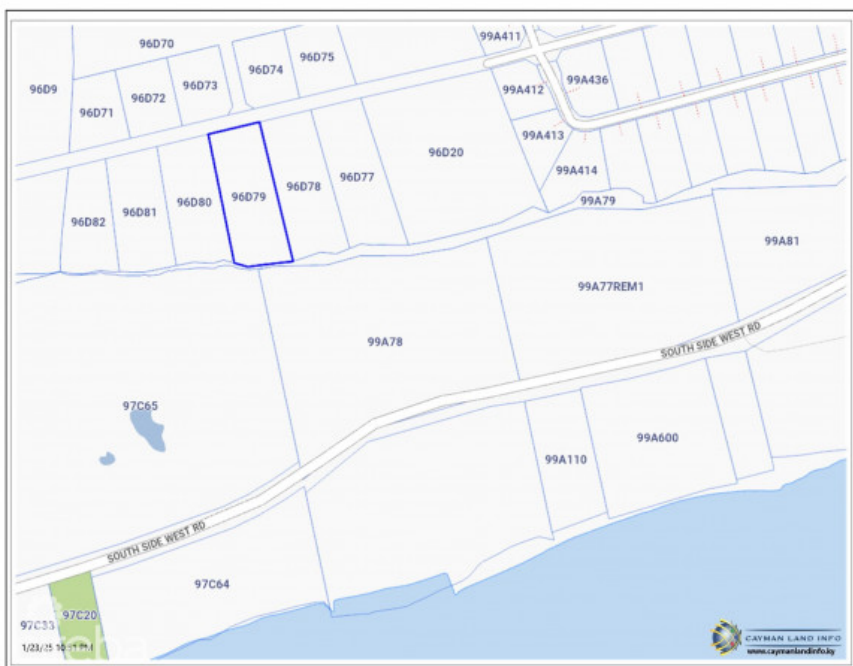 96D70
99A411
96D9
96D74
96D75
96D73
96D72
96D71
99A436
99A412
99A413
96D20
99A414
96D77
96D78
96D79
96D80
96D81
96D82
99A79
99A81
99A77REM1
SOUTH SIDE WEST RD
99A78
97C65
99A600
99A110
SOUTH SIDE WEST RD
97C64
97C20
97C33
CAYMAN LAND INFO
www.caymanlandinfo.ky